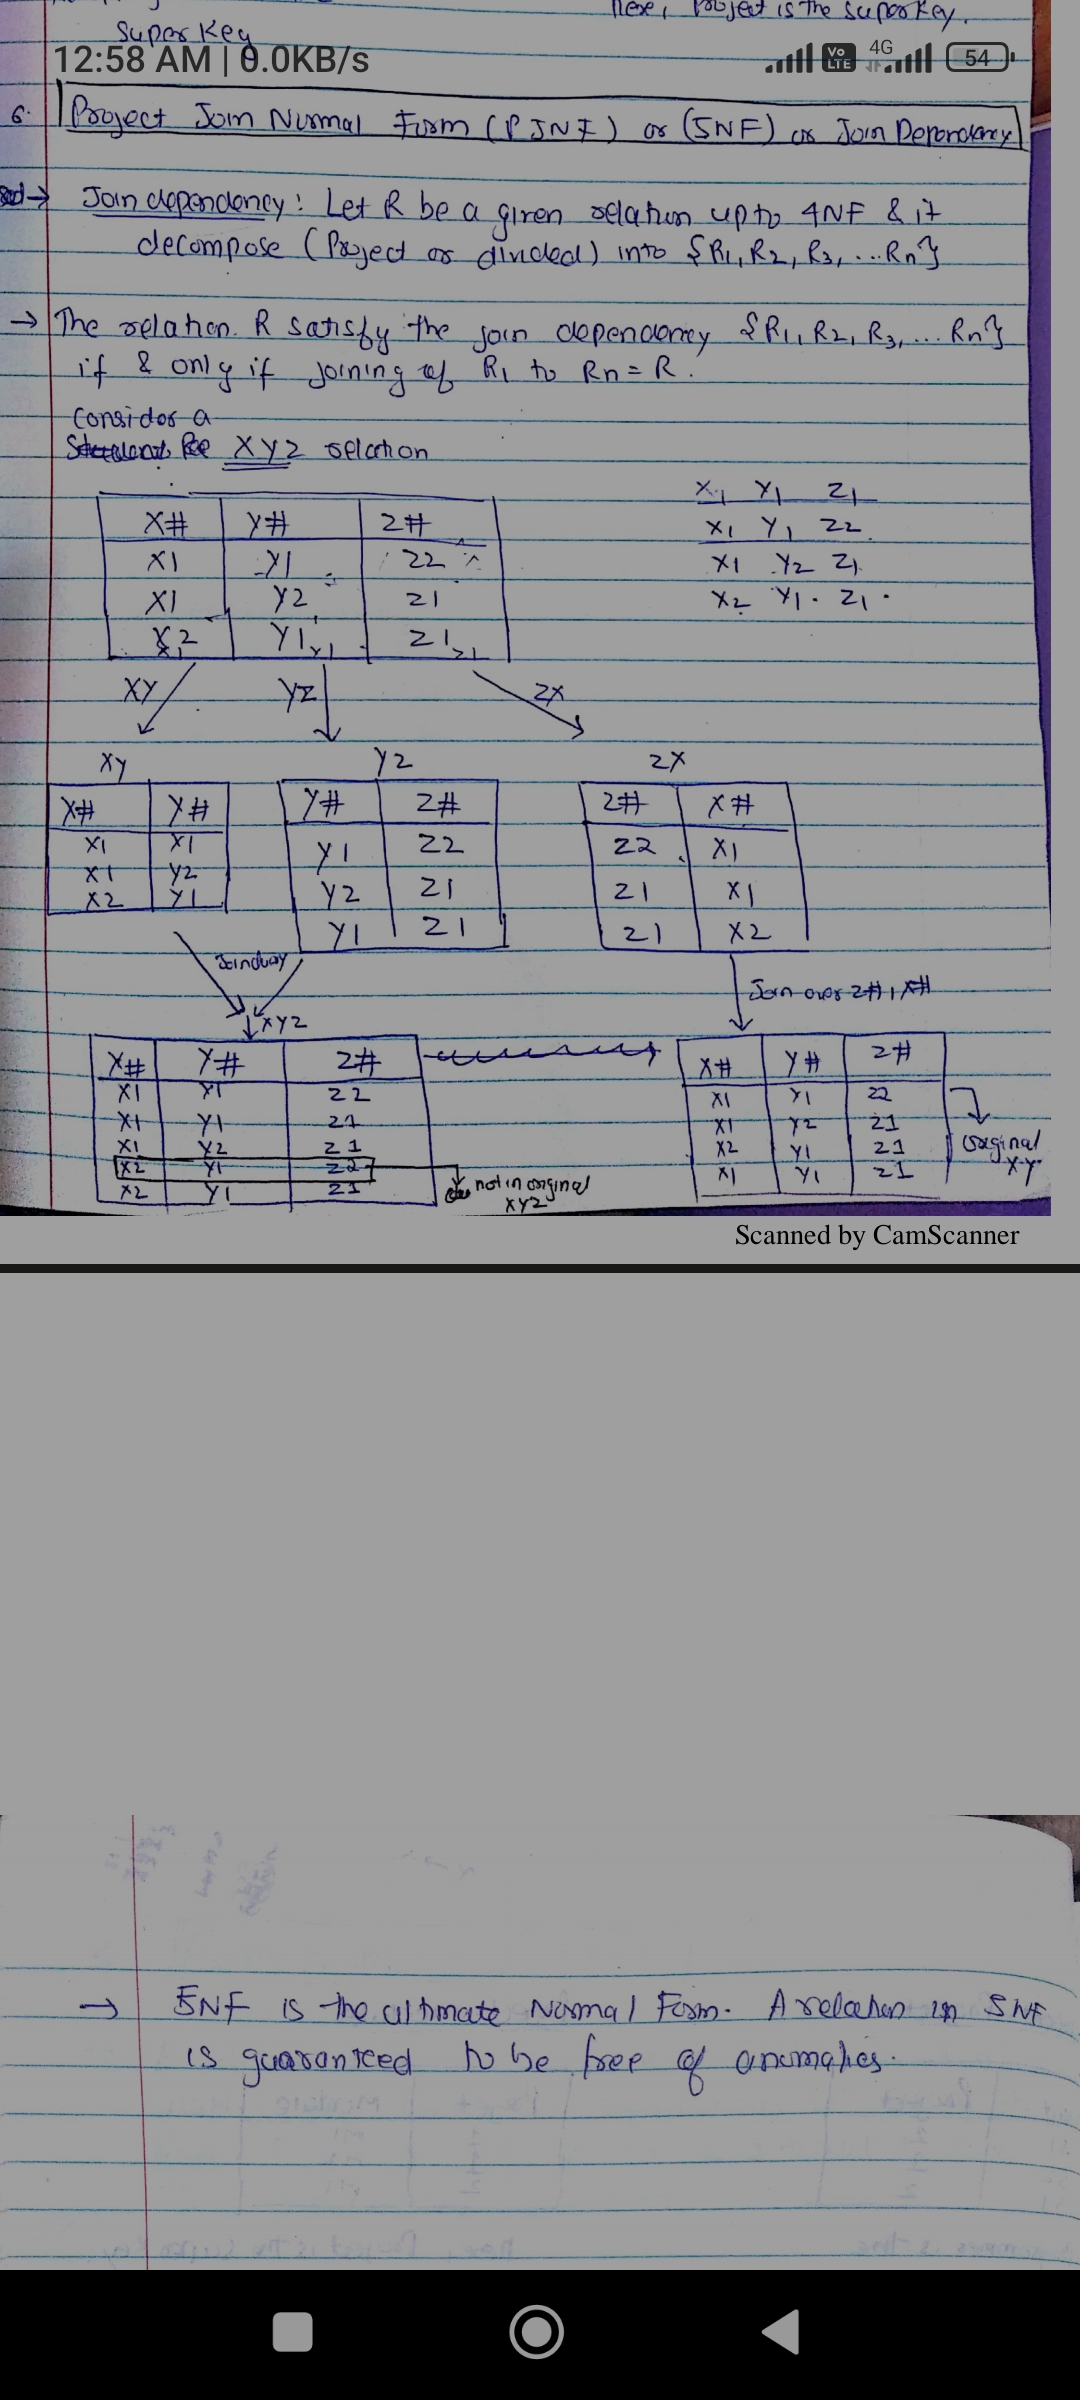 Here, Project is the super key.
Super Key
12:58 AM | 0.0KB/s
Vo LTE 4G 54
6. Project Join Normal Form (PJNF) or (5NF) or Join Dependency
→ Join dependency: Let R be a given relation upto 4NF & it
decompose (Project or divided) into {R1, R2, R3, ...Rn}
→ The relation R satisfy the join dependency {R1, R2, R3, ... Rn}
if & only if joining of R1 to Rn = R.
Consider a
XYZ relation
X1 Y1 Z1
X1 Y1 Z2
X1 Y2 Z1
X2 Y1 Z1
X# Y# Z#
X1 Y1 Z2
X1 Y2 Z1
X2 Y1 Z1
X1 Y1 Z1
XY YZ ZX
XY YZ ZX
X# Y# Y# Z# Z# X#
X1 X1 Y1 Z2 Z2 X1
X1 Y2 Y2 Z1 Z1 X1
X2 Y1 Y1 Z1 Z1 X2
Join over Z#, X#
XYZ
X# Y# Z# X# Y# Z#
X1 Y1 Z2 X1 Y1 Z2
X1 Y1 Z1 X1 Y2 Z1
X1 Y2 Z1 X2 Y1 Z1
X2 Y1 Z2 X1 Y1 Z1
X2 Y1 Z1
original
XY
not in original
XYZ
Scanned by CamScanner
→ 5NF is the ultimate Normal Form. A relation in 5NF
is guaranteed to be free of anomalies.